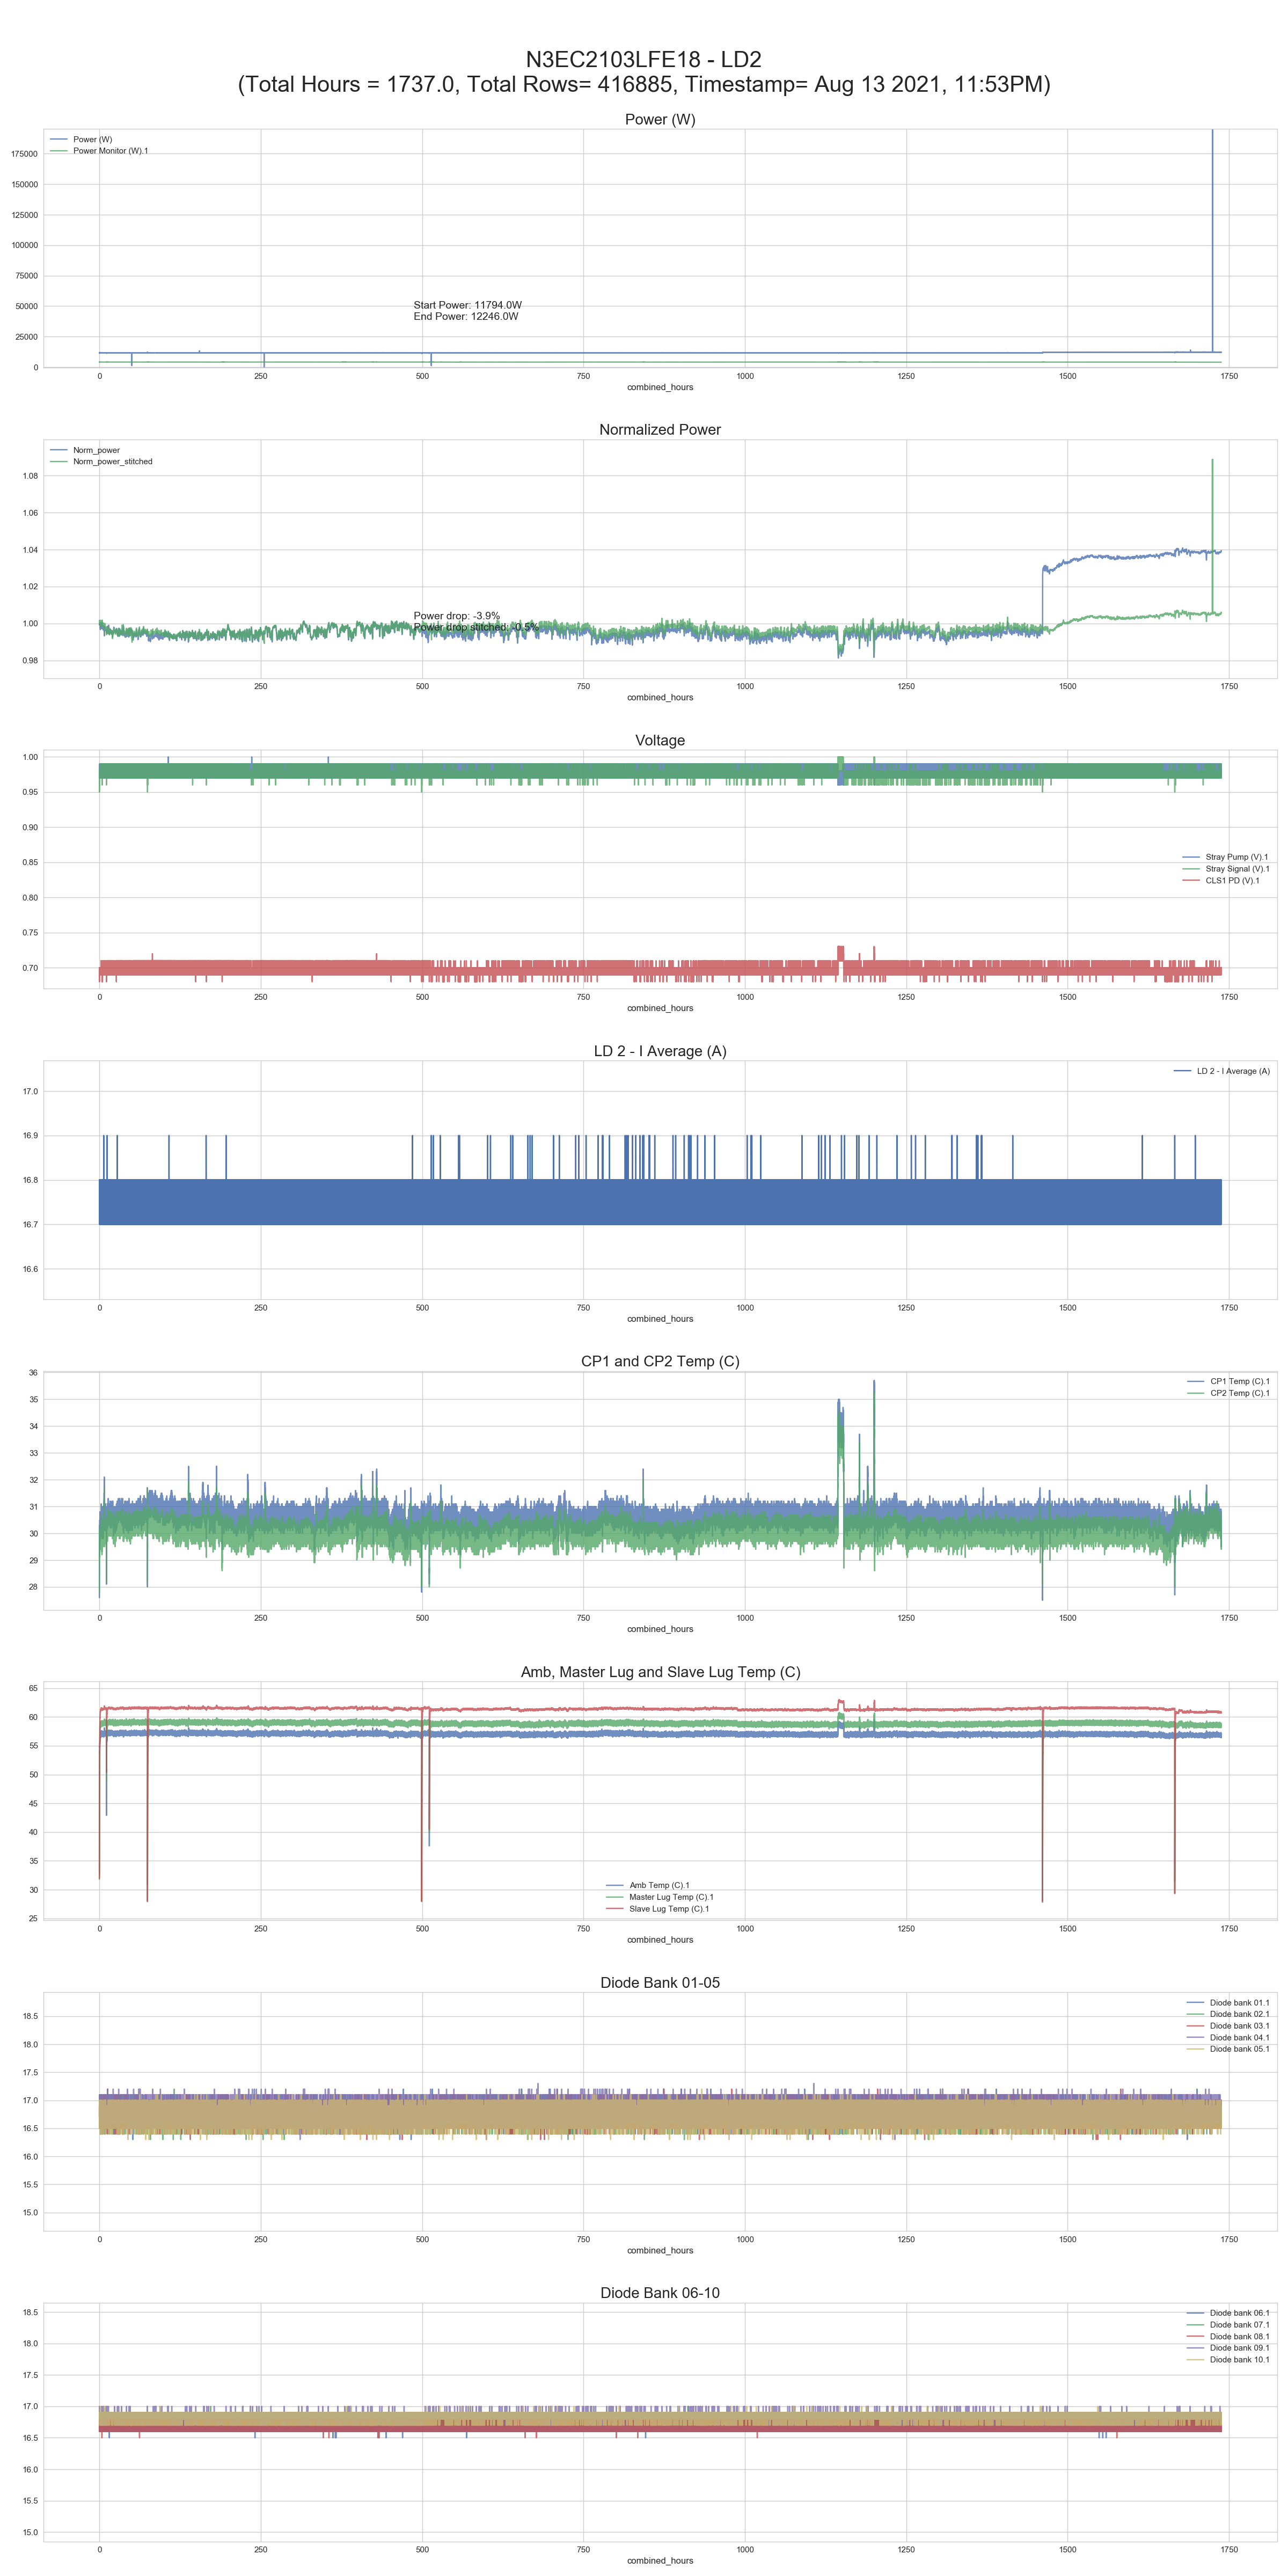 N3EC2103LFE18 - LD2
(Total Hours = 1737.0, Total Rows= 416885, Timestamp= Aug 13 2021, 11:53PM)
Power (W)
Power (W)
Power Monitor (W).1
175000
150000
125000
100000
75000
50000
25000
0
Start Power: 11794.0W
End Power: 12246.0W
0 250 500 750 1000 1250 1500 1750
combined_hours
Normalized Power
Norm_power
Norm_power_stitched
1.08
1.06
1.04
1.02
1.00
0.98
Power drop: -3.9%
Power drop stitched: -0.5%
0 250 500 750 1000 1250 1500 1750
combined_hours
Voltage
1.00
0.95
0.90
0.85
0.80
0.75
0.70
Stray Pump (V).1
Stray Signal (V).1
CLS1 PD (V).1
0 250 500 750 1000 1250 1500 1750
combined_hours
LD 2 - I Average (A)
LD 2 - I Average (A)
17.0
16.9
16.8
16.7
16.6
0 250 500 750 1000 1250 1500 1750
combined_hours
CP1 and CP2 Temp (C)
CP1 Temp (C).1
CP2 Temp (C).1
36
35
34
33
32
31
30
29
28
0 250 500 750 1000 1250 1500 1750
combined_hours
Amb, Master Lug and Slave Lug Temp (C)
65
60
55
50
45
40
35
30
25
Amb Temp (C).1
Master Lug Temp (C).1
Slave Lug Temp (C).1
0 250 500 750 1000 1250 1500 1750
combined_hours
Diode Bank 01-05
Diode bank 01.1
Diode bank 02.1
Diode bank 03.1
Diode bank 04.1
Diode bank 05.1
18.5
18.0
17.5
17.0
16.5
15.5
15.0
0 250 500 750 1000 1250 1500 1750
combined_hours
Diode Bank 06-10
Diode bank 06.1
Diode bank 07.1
Diode bank 08.1
Diode bank 09.1
Diode bank 10.1
18.5
18.0
17.5
17.0
16.5
16.0
15.5
15.0
0 250 500 750 1000 1250 1500 1750
combined_hours